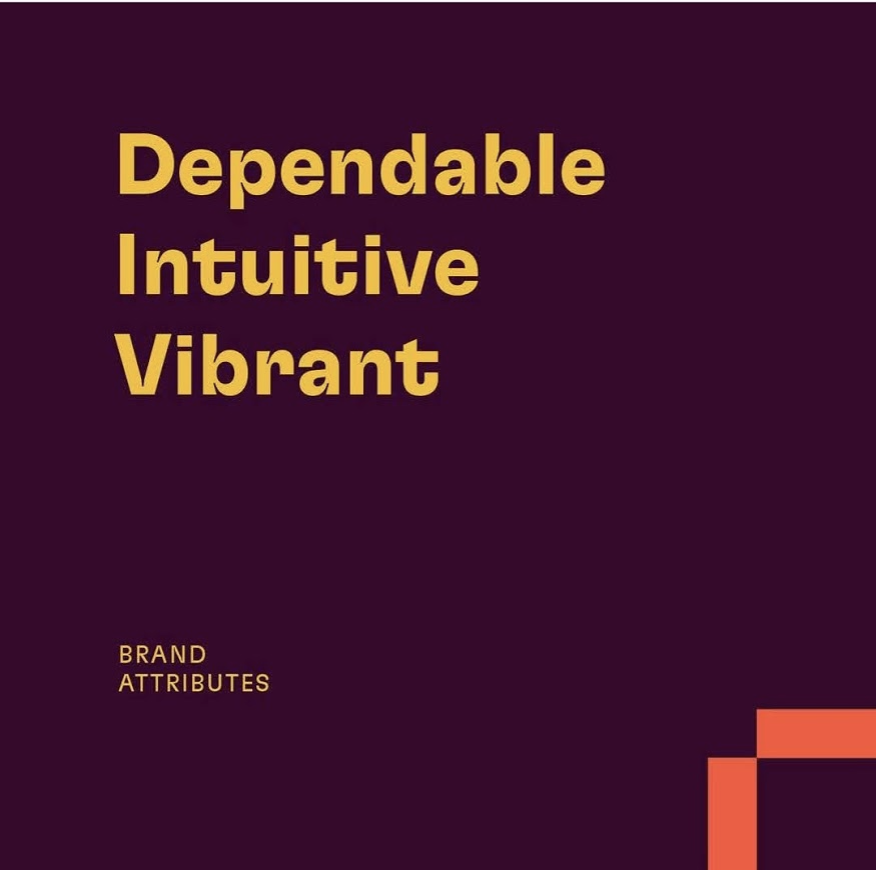 Dependable
Intuitive
Vibrant
BRAND
ATTRIBUTES